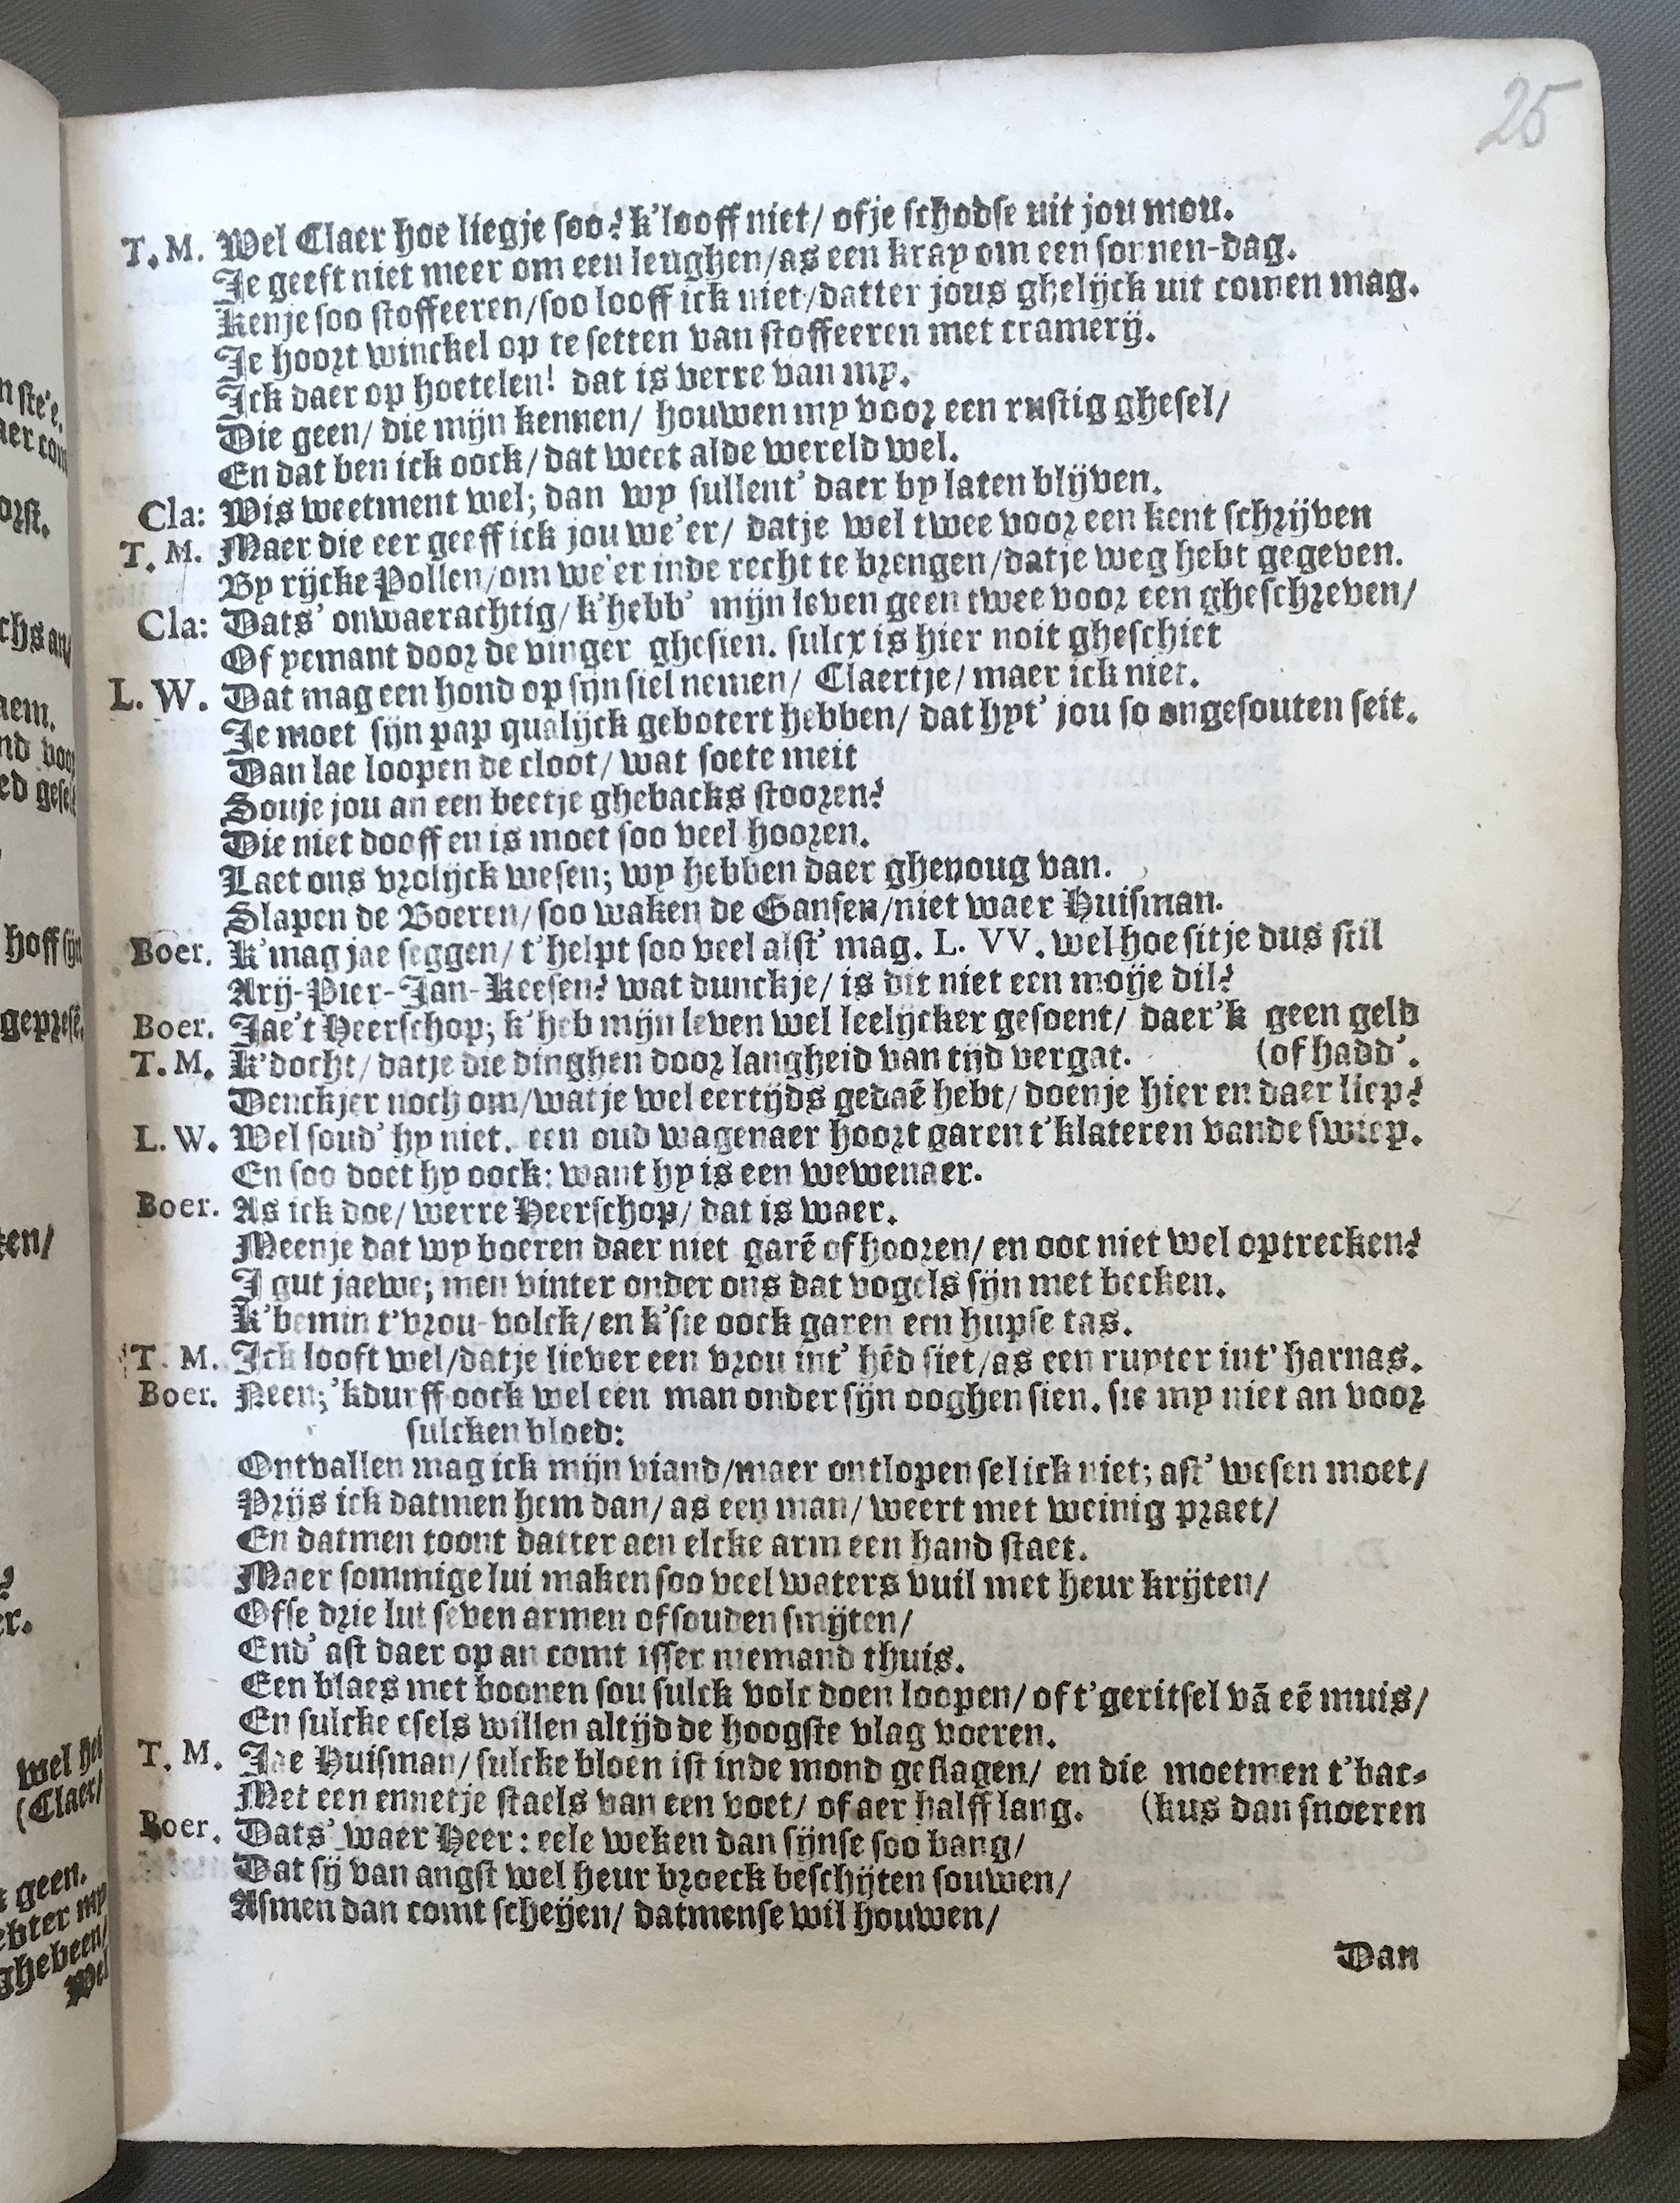 25
T. M. Wel Claer hoe liegje soo? k'looff niet/ ofje schodse uit jou mou.
Je geeft niet meer om een leughen/as een kray om een sonnen-dag.
Kenje soo stoffeeren/soo looff ick niet/datter jous ghelijck uit comen mag.
Je hoort winckel op te setten van stoffeeren met cramerij.
Ick daer op hoetelen! dat is verre van my.
Die geen/ die mijn kennen/ houwen my voor een rustig ghesel/
En dat ben ick oock/ dat weet alde wereld wel.
Cla: Wis weetment wel; dan wy sullent' daer by laten blijven.
T. M. Maer die eer geeff ick jou we'er/ datje wel twee voor een kent schrijven
By rijcke Pollen/om we'er inde recht te brengen/datje weg hebt gegeven.
Cla: Dats' onwaerachtig/ k'hebb' mijn leven geen twee voor een gheschreven/
Of yemant door de vinger ghesien. sulcx is hier noit gheschiet
L. W. Dat mag een hond op sijn siel nemen/ Claertje/ maer ick niet.
Je moet sijn pap qualijck gebotert hebben/ dat hyt' jou so ongesouten seit.
Dan lae loopen de cloot/ wat soete meit
Souje jou an een beetje ghebacks stooren?
Die niet dooff en is moet soo veel hooren.
Laet ons vrolijck wesen; wy hebben daer ghenoug van.
Slapen de Boeren/ soo waken de Gansen/niet waer Huisman.
Boer. K'mag jae seggen/ t'helpt soo veel alst' mag. L. VV. wel hoe sitje dus stil
Arij-Pier-Jan-Keesen? wat dunckje/ is dit niet een moije dil?
Boer. Jae't Heerschop; k'heb mijn leven wel leelijcker gesoent/ daer'k geen geld
T. M. K'docht/ datje die dinghen door langheid van tijd vergat. (of hadd'.
Denckjer noch om/watje wel eertijds gedaē hebt/ doenje hier en daer liep?
L. W. Wel soud' hy niet. een oud wagenaer hoort garen t'klateren vande swiep.
En soo doet hy oock: want hy is een wewenaer.
Boer. As ick doe/ werre Heerschop/ dat is waer.
Meenje dat wy boeren daer niet garē of hooren/ en ooc niet wel optrecken?
J gut jaewe; men vinter onder ons dat vogels sijn met becken.
K'bemin t'vrou-volck/en k'sie oock garen een hupse tas.
T. M. Ick looft wel/datje liever een vrou int' hēd siet/as een ruyter int' harnas.
Boer. Neen; 'kdurff oock wel een man onder sijn ooghen sien. sie my niet an voor
sulcken bloed:
Ontvallen mag ick mijn viand/maer ontlopen sel ick niet; ast' wesen moet/
Prijs ick datmen hem dan/ as een man/ weert met weinig praet/
En datmen toont datter aen elcke arm een hand staet.
Maer sommige lui maken soo veel waters vuil met heur krijten/
Ofse drie lui seven armen of souden smijten/
End' ast daer op an comt isser niemand thuis.
Een blaes met boonen sou sulck volc doen loopen/ of t'geritsel vā eē muis/
En sulcke esels willen altijd de hoogste vlag voeren.
T. M. Jae Huisman/ sulcke bloen ist inde mond geslagen/ en die moetmen t'bac-
Met een ennetje staels van een voet/ of aer halff lang. (kus dan snoeren
Boer. Dats' waer Heer: eele weken dan sijnse soo bang/
Dat sij van angst wel heur broeck beschijten souwen/
Asmen dan comt scheijen/ datmense wil houwen/
Dan